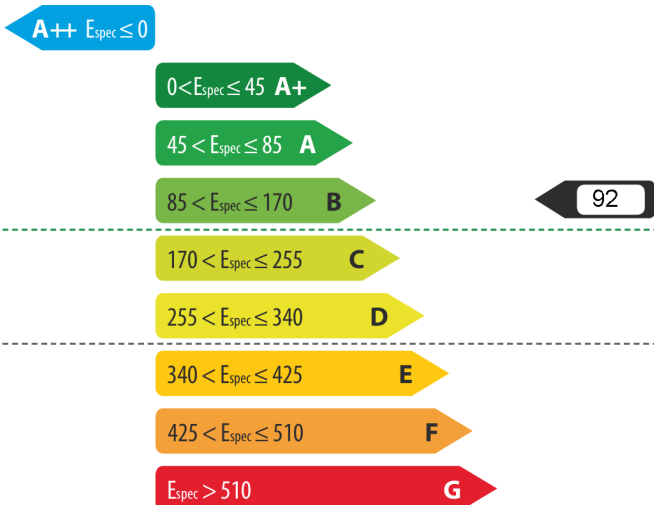 A++ Espec ≤ 0
0<Espec ≤ 45 A+
45 < Espec ≤ 85 A
85 < Espec ≤ 170 B
92
170 < Espec ≤ 255 C
255 < Espec ≤ 340 D
340 < Espec ≤ 425 E
425 < Espec ≤ 510 F
Espec > 510 G